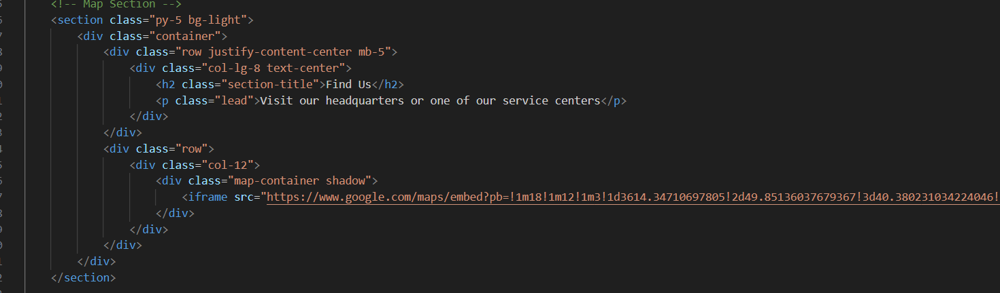 <!-- Map Section -->
<section class="py-5 bg-light">
<div class="container">
<div class="row justify-content-center mb-5">
<div class="col-lg-8 text-center">
<h2 class="section-title">Find Us</h2>
<p class="lead">Visit our headquarters or one of our service centers</p>
</div>
</div>
<div class="row">
<div class="col-12">
<div class="map-container shadow">
<iframe src="https://www.google.com/maps/embed?pb=!1m18!1m12!1m3!1d3614.34710697805!2d49.85136037679367!3d40.380231034224046!
</div>
</div>
</div>
</div>
</section>